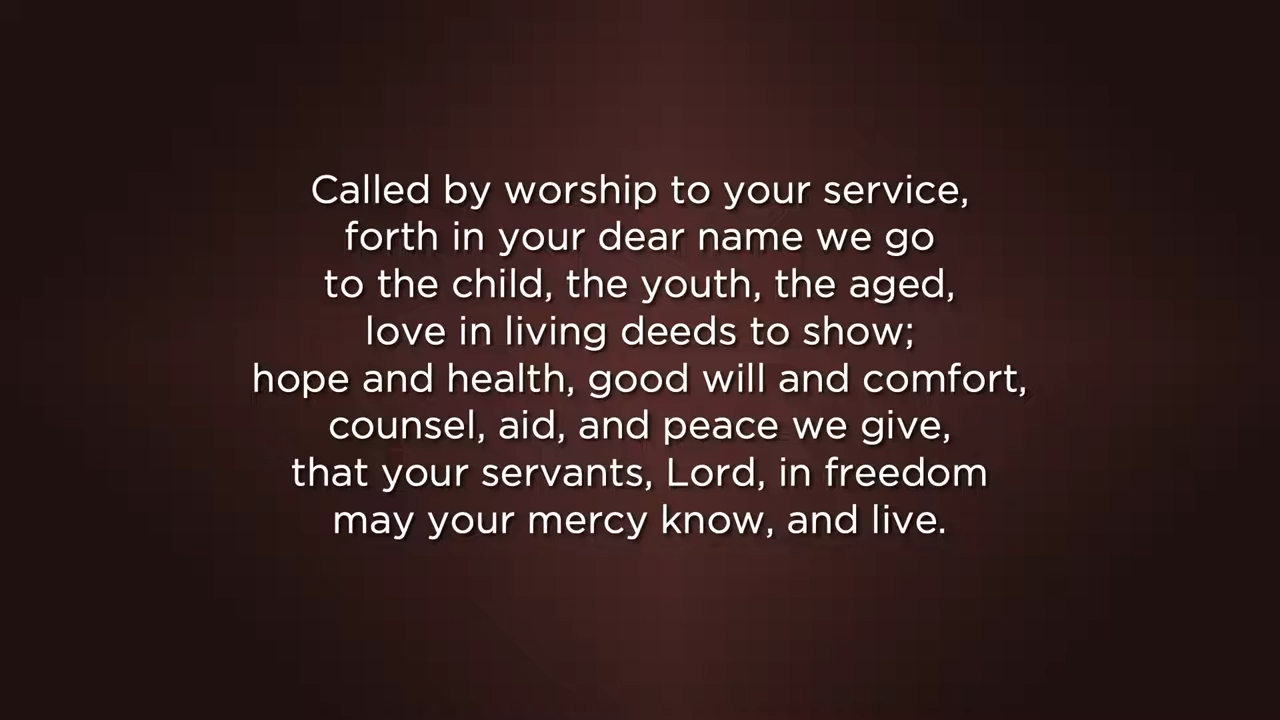 Called by worship to your service,
forth in your dear name we go
to the child, the youth, the aged,
love in living deeds to show;
hope and health, good will and comfort,
counsel, aid, and peace we give,
that your servants, Lord, in freedom
may your mercy know, and live.